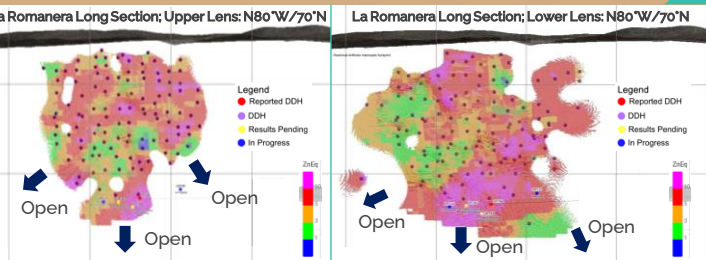 a Romanera Long Section; Upper Lens: N80°W/70°N
Legend
Reported DDH
DDH
Results Pending
In Progress
ZnEq
Open
Open
Open
La Romanera Long Section; Lower Lens: N80°W/70°N
Legend
Reported DDH
DDH
Results Pending
In Progress
ZnEq
Open
Open
Open